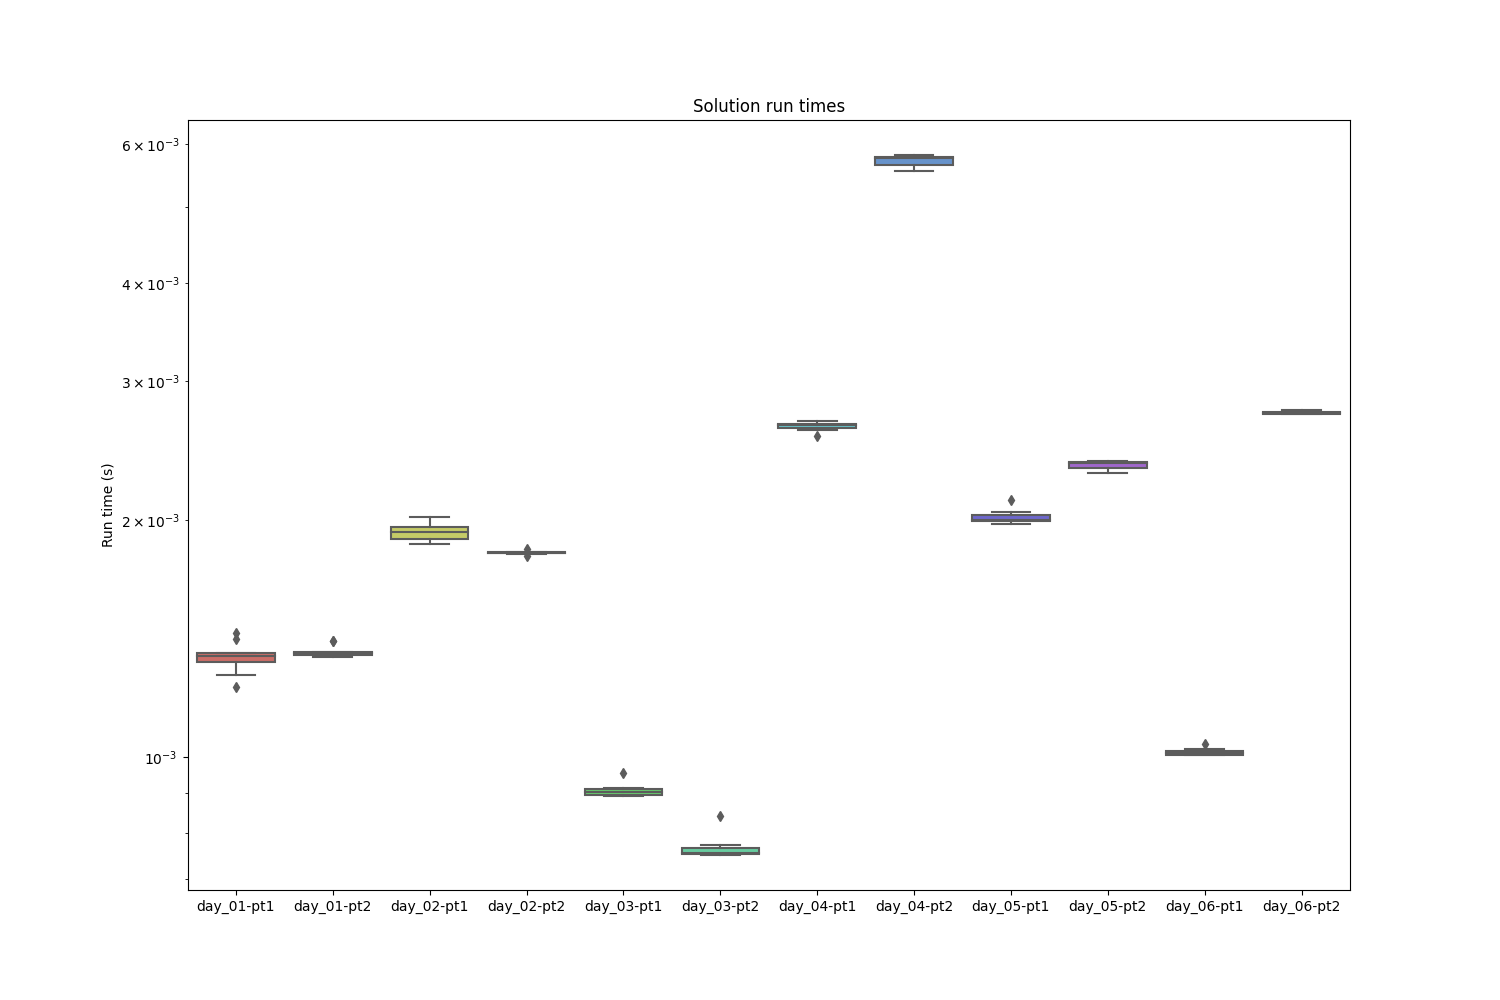 Solution run times
Run time (s)
6 × 10⁻³
4 × 10⁻³
3 × 10⁻³
2 × 10⁻³
10⁻³
day_01-pt1 day_01-pt2 day_02-pt1 day_02-pt2 day_03-pt1 day_03-pt2 day_04-pt1 day_04-pt2 day_05-pt1 day_05-pt2 day_06-pt1 day_06-pt2